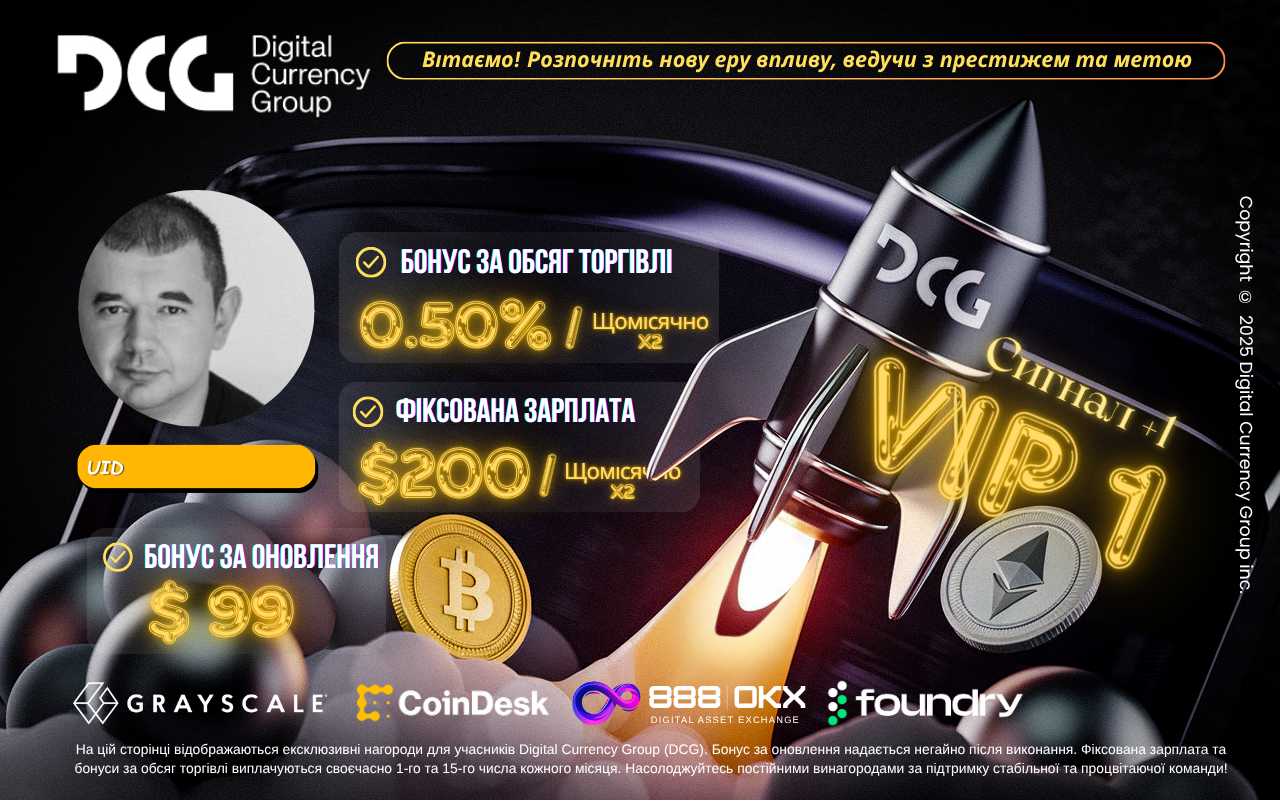 DCG Digital
Currency
Group
Вітаємо! Розпочніть нову еру впливу, ведучи з престижем та метою
DCG
БОНУС ЗА ОБСЯГ ТОРГІВЛІ
0.50% / Щомісячно
X2
ФІКСОВАНА ЗАРПЛАТА
$200 / Щомісячно
X2
UID
БОНУС ЗА ОНОВЛЕННЯ
$ 99
Сигнал +1
VIP 1
Copyright © 2025 Digital Currency Group Inc.
GRAYSCALE
CoinDesk
888 OKX
DIGITAL ASSET EXCHANGE
foundry
На цій сторінці відображаються ексклюзивні нагороди для учасників Digital Currency Group (DCG). Бонус за оновлення надається негайно після виконання. Фіксована зарплата та
бонуси за обсяг торгівлі виплачуються своєчасно 1-го та 15-го числа кожного місяця. Насолоджуйтесь постійними винагородами за підтримку стабільної та процвітаючої команди!